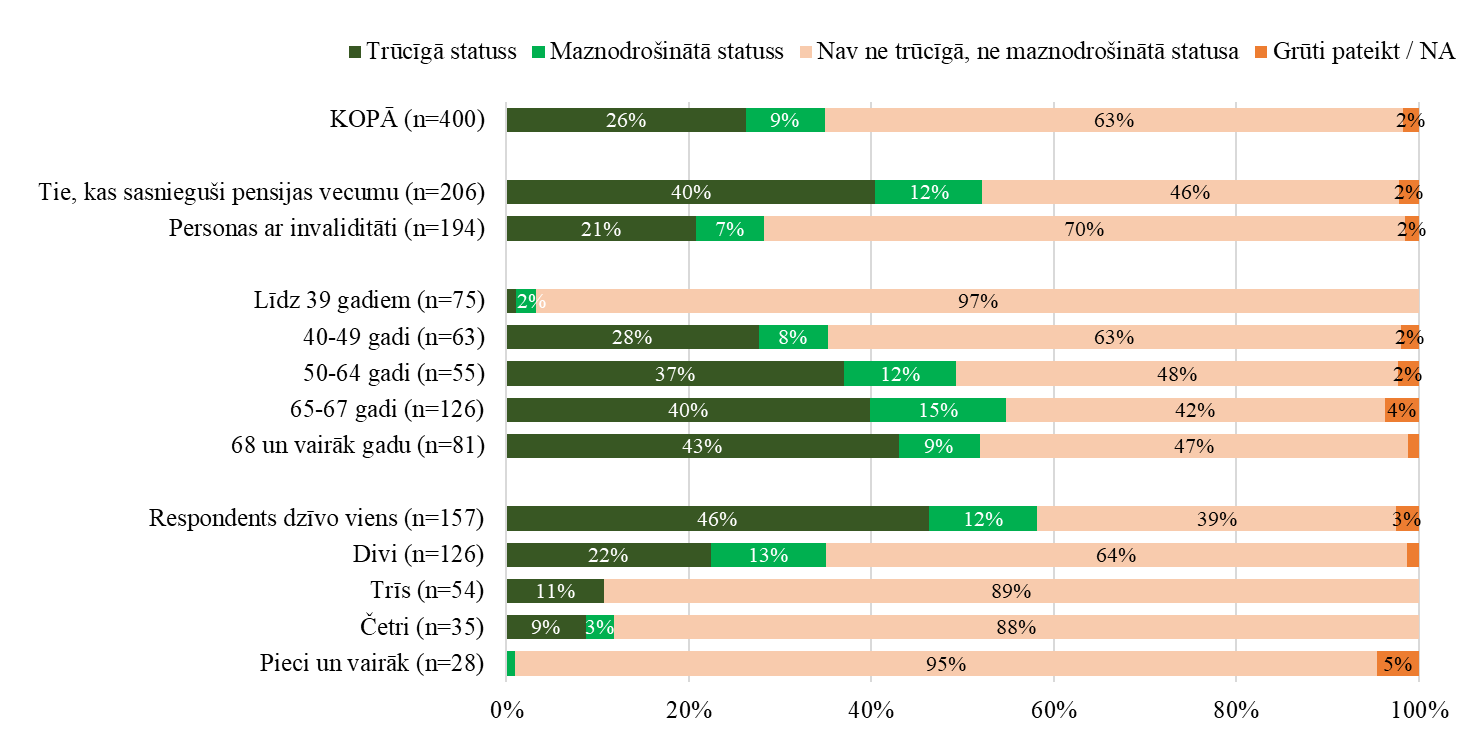 Trūcīgā statuss Maznodrošinātā statuss Nav ne trūcīgā, ne maznodrošinātā statusa Grūti pateikt / NA
KOPĀ (n=400) 26% 9% 63% 2%
Tie, kas sasnieguši pensijas vecumu (n=206) 40% 12% 46% 2%
Personas ar invaliditāti (n=194) 21% 7% 70% 2%
Līdz 39 gadiem (n=75) 2% 97%
40-49 gadi (n=63) 28% 8% 63% 2%
50-64 gadi (n=55) 37% 12% 48% 2%
65-67 gadi (n=126) 40% 15% 42% 4%
68 un vairāk gadu (n=81) 43% 9% 47%
Respondents dzīvo viens (n=157) 46% 12% 39% 3%
Divi (n=126) 22% 13% 64%
Trīs (n=54) 11% 89%
Četri (n=35) 9% 3% 88%
Pieci un vairāk (n=28) 95% 5%
0% 20% 40% 60% 80% 100%